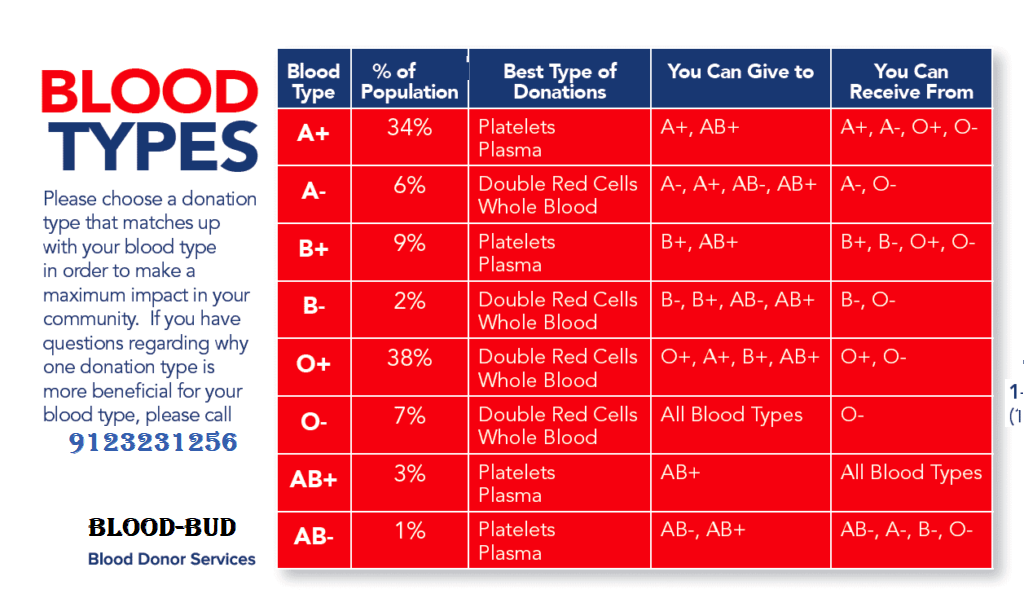 BLOOD
TYPES
Please choose a donation
type that matches up
with your blood type
in order to make a
maximum impact in your
community. If you have
questions regarding why
one donation type is
more beneficial for your
blood type, please call
9123231256
BLOOD-BUD
Blood Donor Services
Blood Type % of Population Best Type of Donations You Can Give to You Can Receive From
A+ 34% Platelets Plasma A+, AB+ A+, A-, O+, O-
A- 6% Double Red Cells Whole Blood A-, A+, AB-, AB+ A-, O-
B+ 9% Platelets Plasma B+, AB+ B+, B-, O+, O-
B- 2% Double Red Cells Whole Blood B-, B+, AB-, AB+ B-, O-
O+ 38% Double Red Cells Whole Blood O+, A+, B+, AB+ O+, O-
O- 7% Double Red Cells Whole Blood All Blood Types O-
AB+ 3% Platelets Plasma AB+ All Blood Types
AB- 1% Platelets Plasma AB-, AB+ AB-, A-, B-, O-